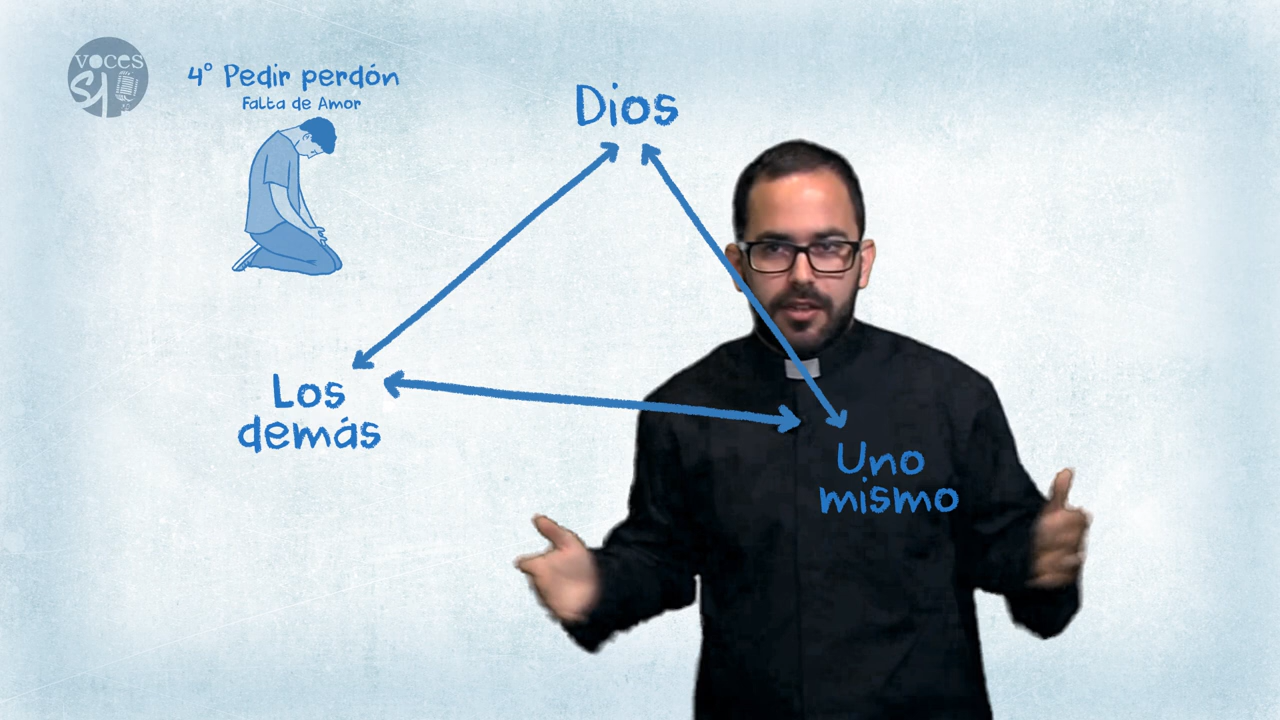 voces
SJ
4º Pedir perdón
Falta de Amor
Dios
Los
demás
Uno
mismo